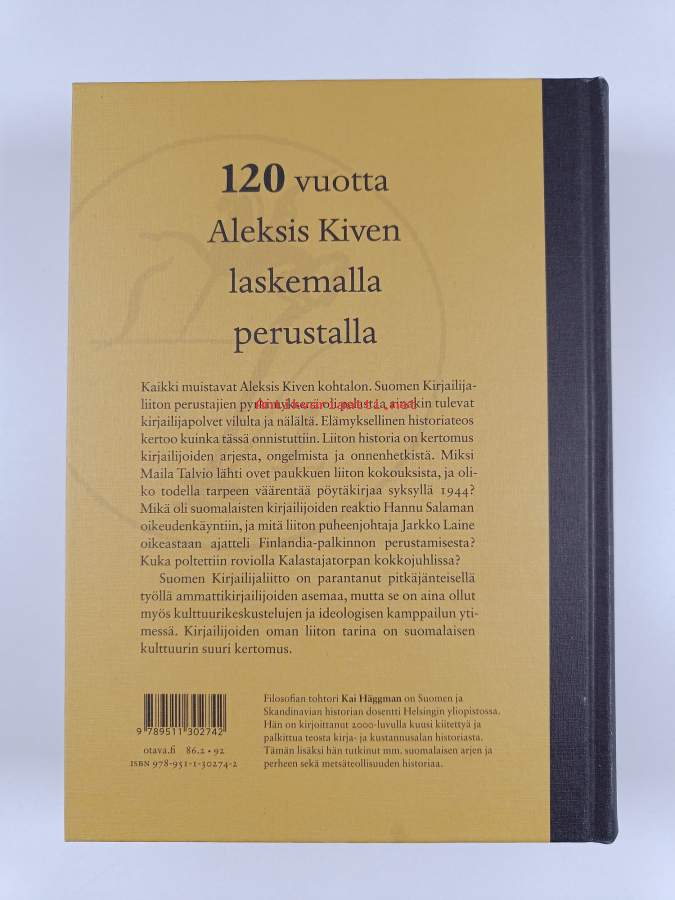 120 vuotta
Aleksis Kiven
laskemalla
perustalla
Kaikki muistavat Aleksis Kiven kohtalon. Suomen Kirjailija-
liiton perustajien pyrkimyksenä oli pelastaa ainakin tulevat
kirjailijapolvet vilulta ja nälältä. Elämyksellinen historiateos
kertoo kuinka tässä onnistuttiin. Liiton historia on kertomus
kirjailijoiden arjesta, ongelmista ja onnenhetkistä. Miksi
Maila Talvio lähti ovet paukkuen liiton kokouksista, ja oli-
ko todella tarpeen väärentää pöytäkirjaa syksyllä 1944?
Mikä oli suomalaisten kirjailijoiden reaktio Hannu Salaman
oikeudenkäyntiin, ja mitä liiton puheenjohtaja Jarkko Laine
oikeastaan ajatteli Finlandia-palkinnon perustamisesta?
Kuka poltettiin roviolla Kalastajatorpan kokkojuhlissa?
Suomen Kirjailijaliitto on parantanut pitkäjänteisellä
työllä ammattikirjailijoiden asemaa, mutta se on aina ollut
myös kulttuurikeskustelujen ja ideologisen kamppailun yti-
messä. Kirjailijoiden oman liiton tarina on suomalaisen
kulttuurin suuri kertomus.
9 789511 302742
otava.fi 86.2 • 92
ISBN 978-951-1-30274-2
Filosofian tohtori Kai Häggman on Suomen ja
Skandinavian historian dosentti Helsingin yliopistossa.
Hän on kirjoittanut 2000-luvulla kuusi kiitettyä ja
palkittua teosta kirja- ja kustannusalan historiasta.
Tämän lisäksi hän tutkinut mm. suomalaisen arjen ja
perheen sekä metsäteollisuuden historiaa.